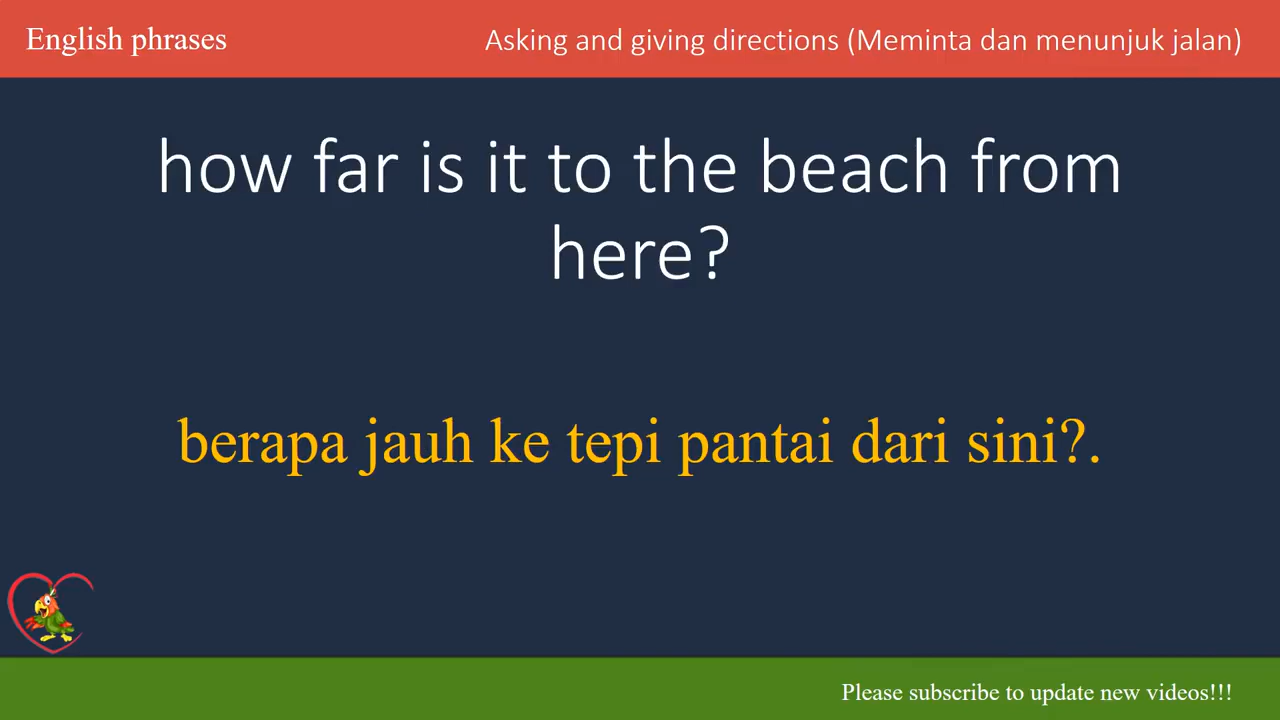 English phrases
Asking and giving directions (Meminta dan menunjuk jalan)
how far is it to the beach from
here?
berapa jauh ke tepi pantai dari sini?.
Please subscribe to update new videos!!!